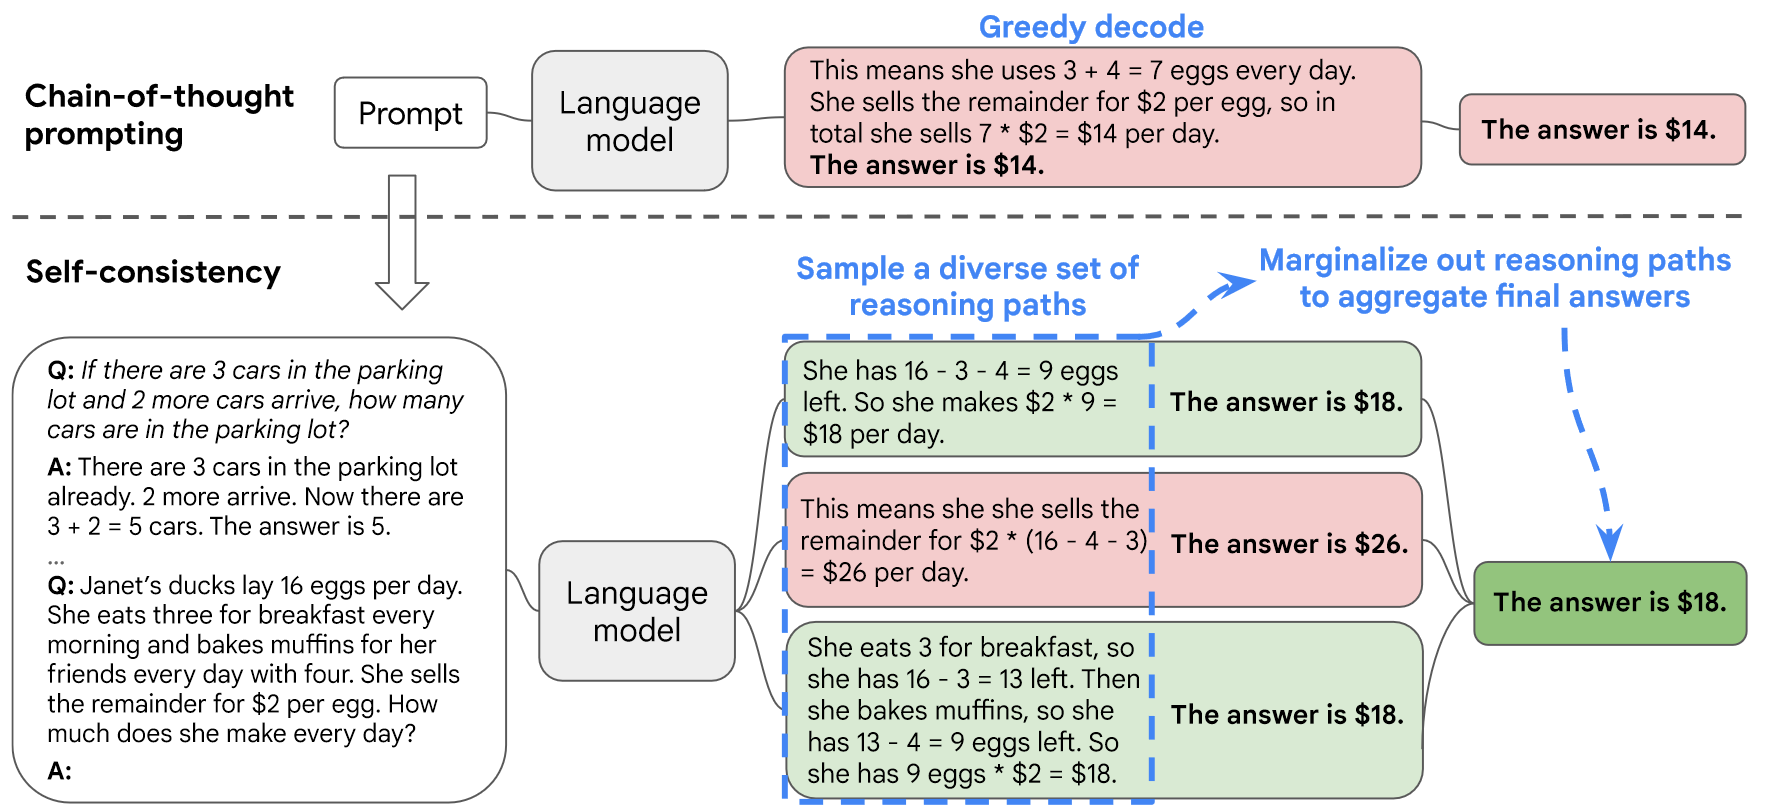 Greedy decode
Chain-of-thought
prompting
Prompt
Language
model
This means she uses 3 + 4 = 7 eggs every day.
She sells the remainder for $2 per egg, so in
total she sells 7 * $2 = $14 per day.
The answer is $14.
The answer is $14.
Self-consistency
Sample a diverse set of
reasoning paths
Marginalize out reasoning paths
to aggregate final answers
Q: If there are 3 cars in the parking
lot and 2 more cars arrive, how many
cars are in the parking lot?
A: There are 3 cars in the parking lot
already. 2 more arrive. Now there are
3 + 2 = 5 cars. The answer is 5.
...
Q: Janet's ducks lay 16 eggs per day.
She eats three for breakfast every
morning and bakes muffins for her
friends every day with four. She sells
the remainder for $2 per egg. How
much does she make every day?
A:
Language
model
She has 16 - 3 - 4 = 9 eggs
left. So she makes $2 * 9 =
$18 per day.
The answer is $18.
This means she she sells the
remainder for $2 * (16 - 4 - 3)
= $26 per day.
The answer is $26.
She eats 3 for breakfast, so
she has 16 - 3 = 13 left. Then
she bakes muffins, so she
has 13 - 4 = 9 eggs left. So
she has 9 eggs * $2 = $18.
The answer is $18.
The answer is $18.